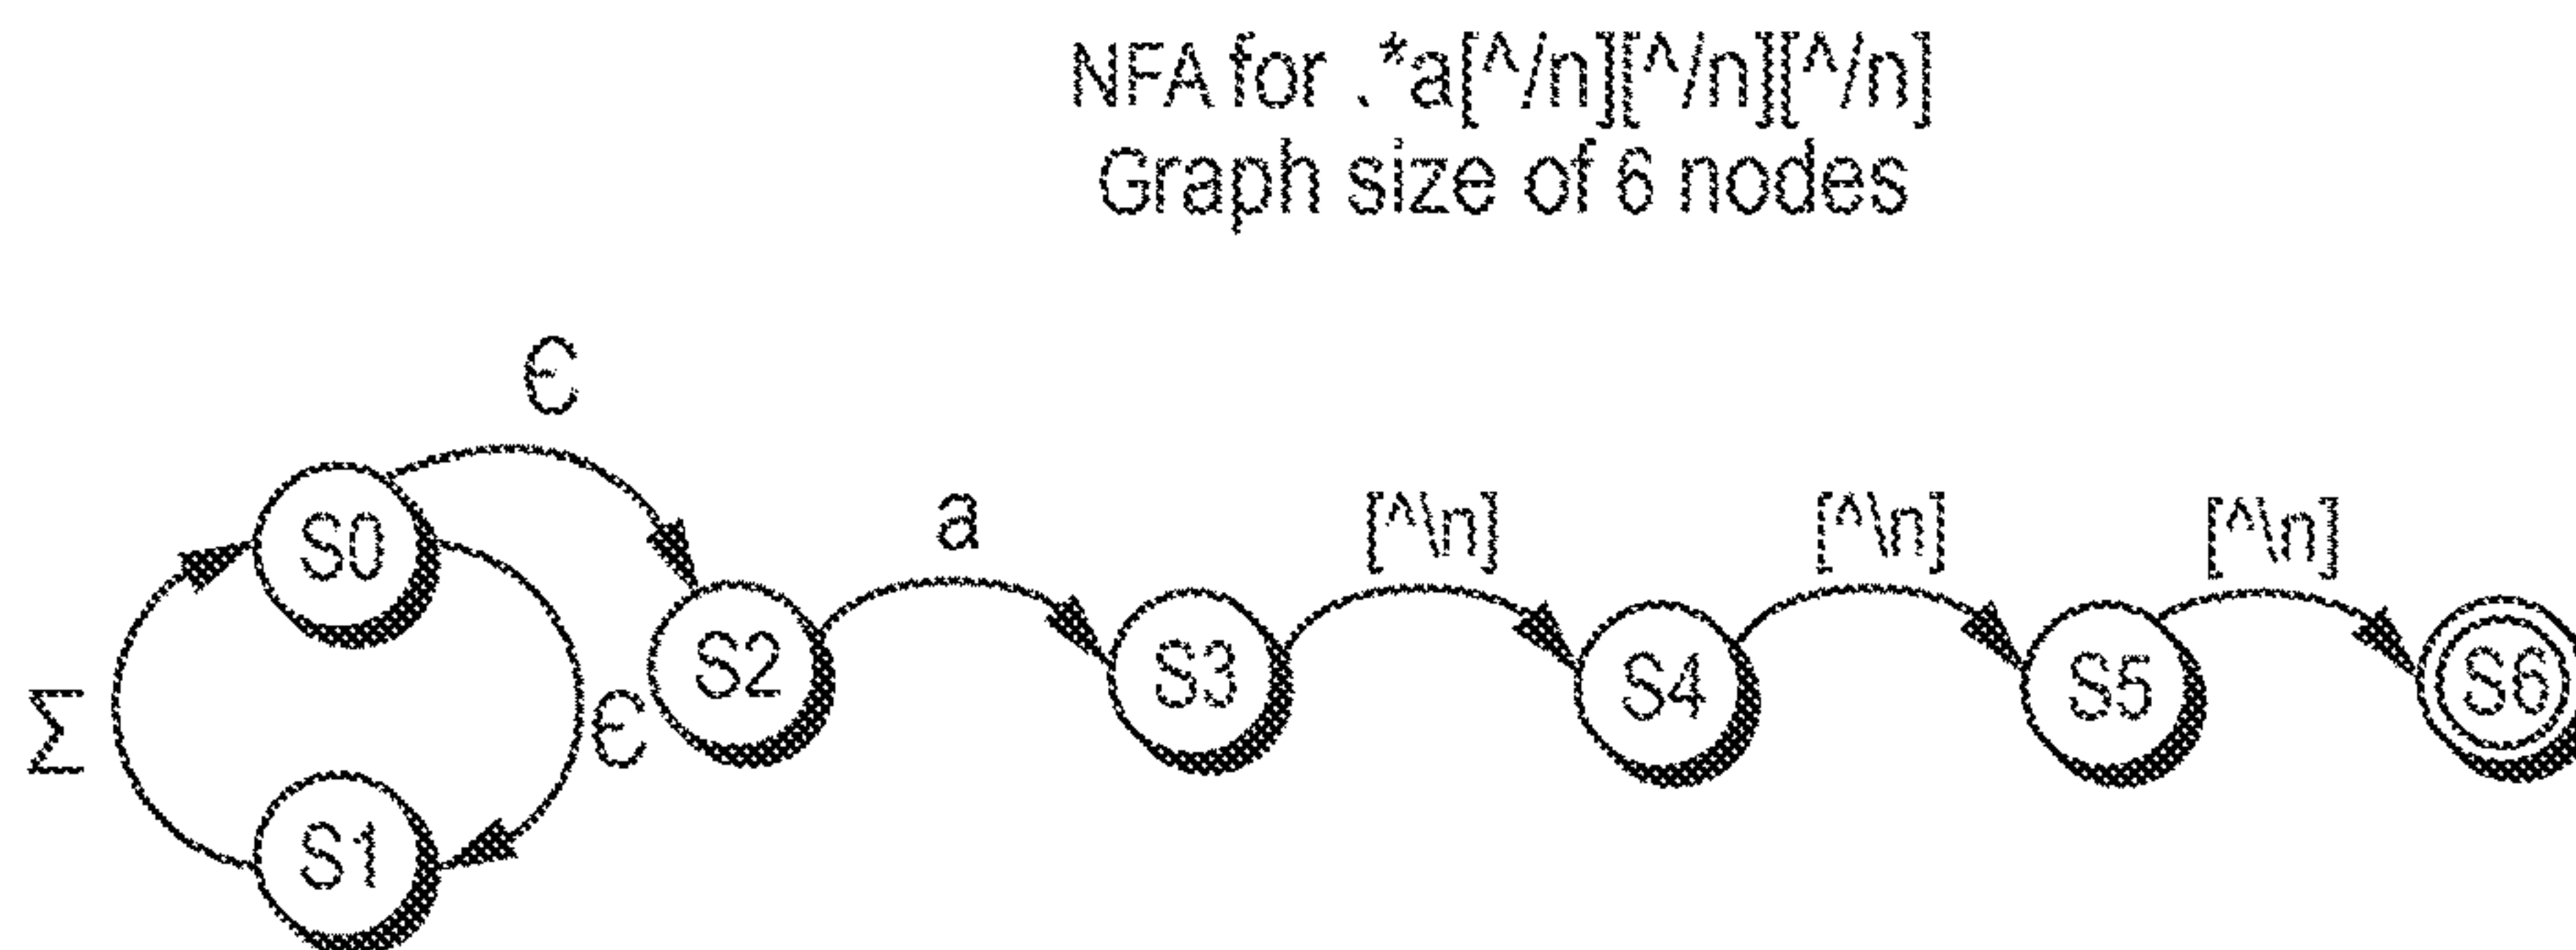 NFA for .*a[^/n][^/n][^/n]
Graph size of 6 nodes
Є
a
[^\n]
[^\n]
[^\n]
S0
S2
S3
S4
S5
S6
Σ
Є
S1